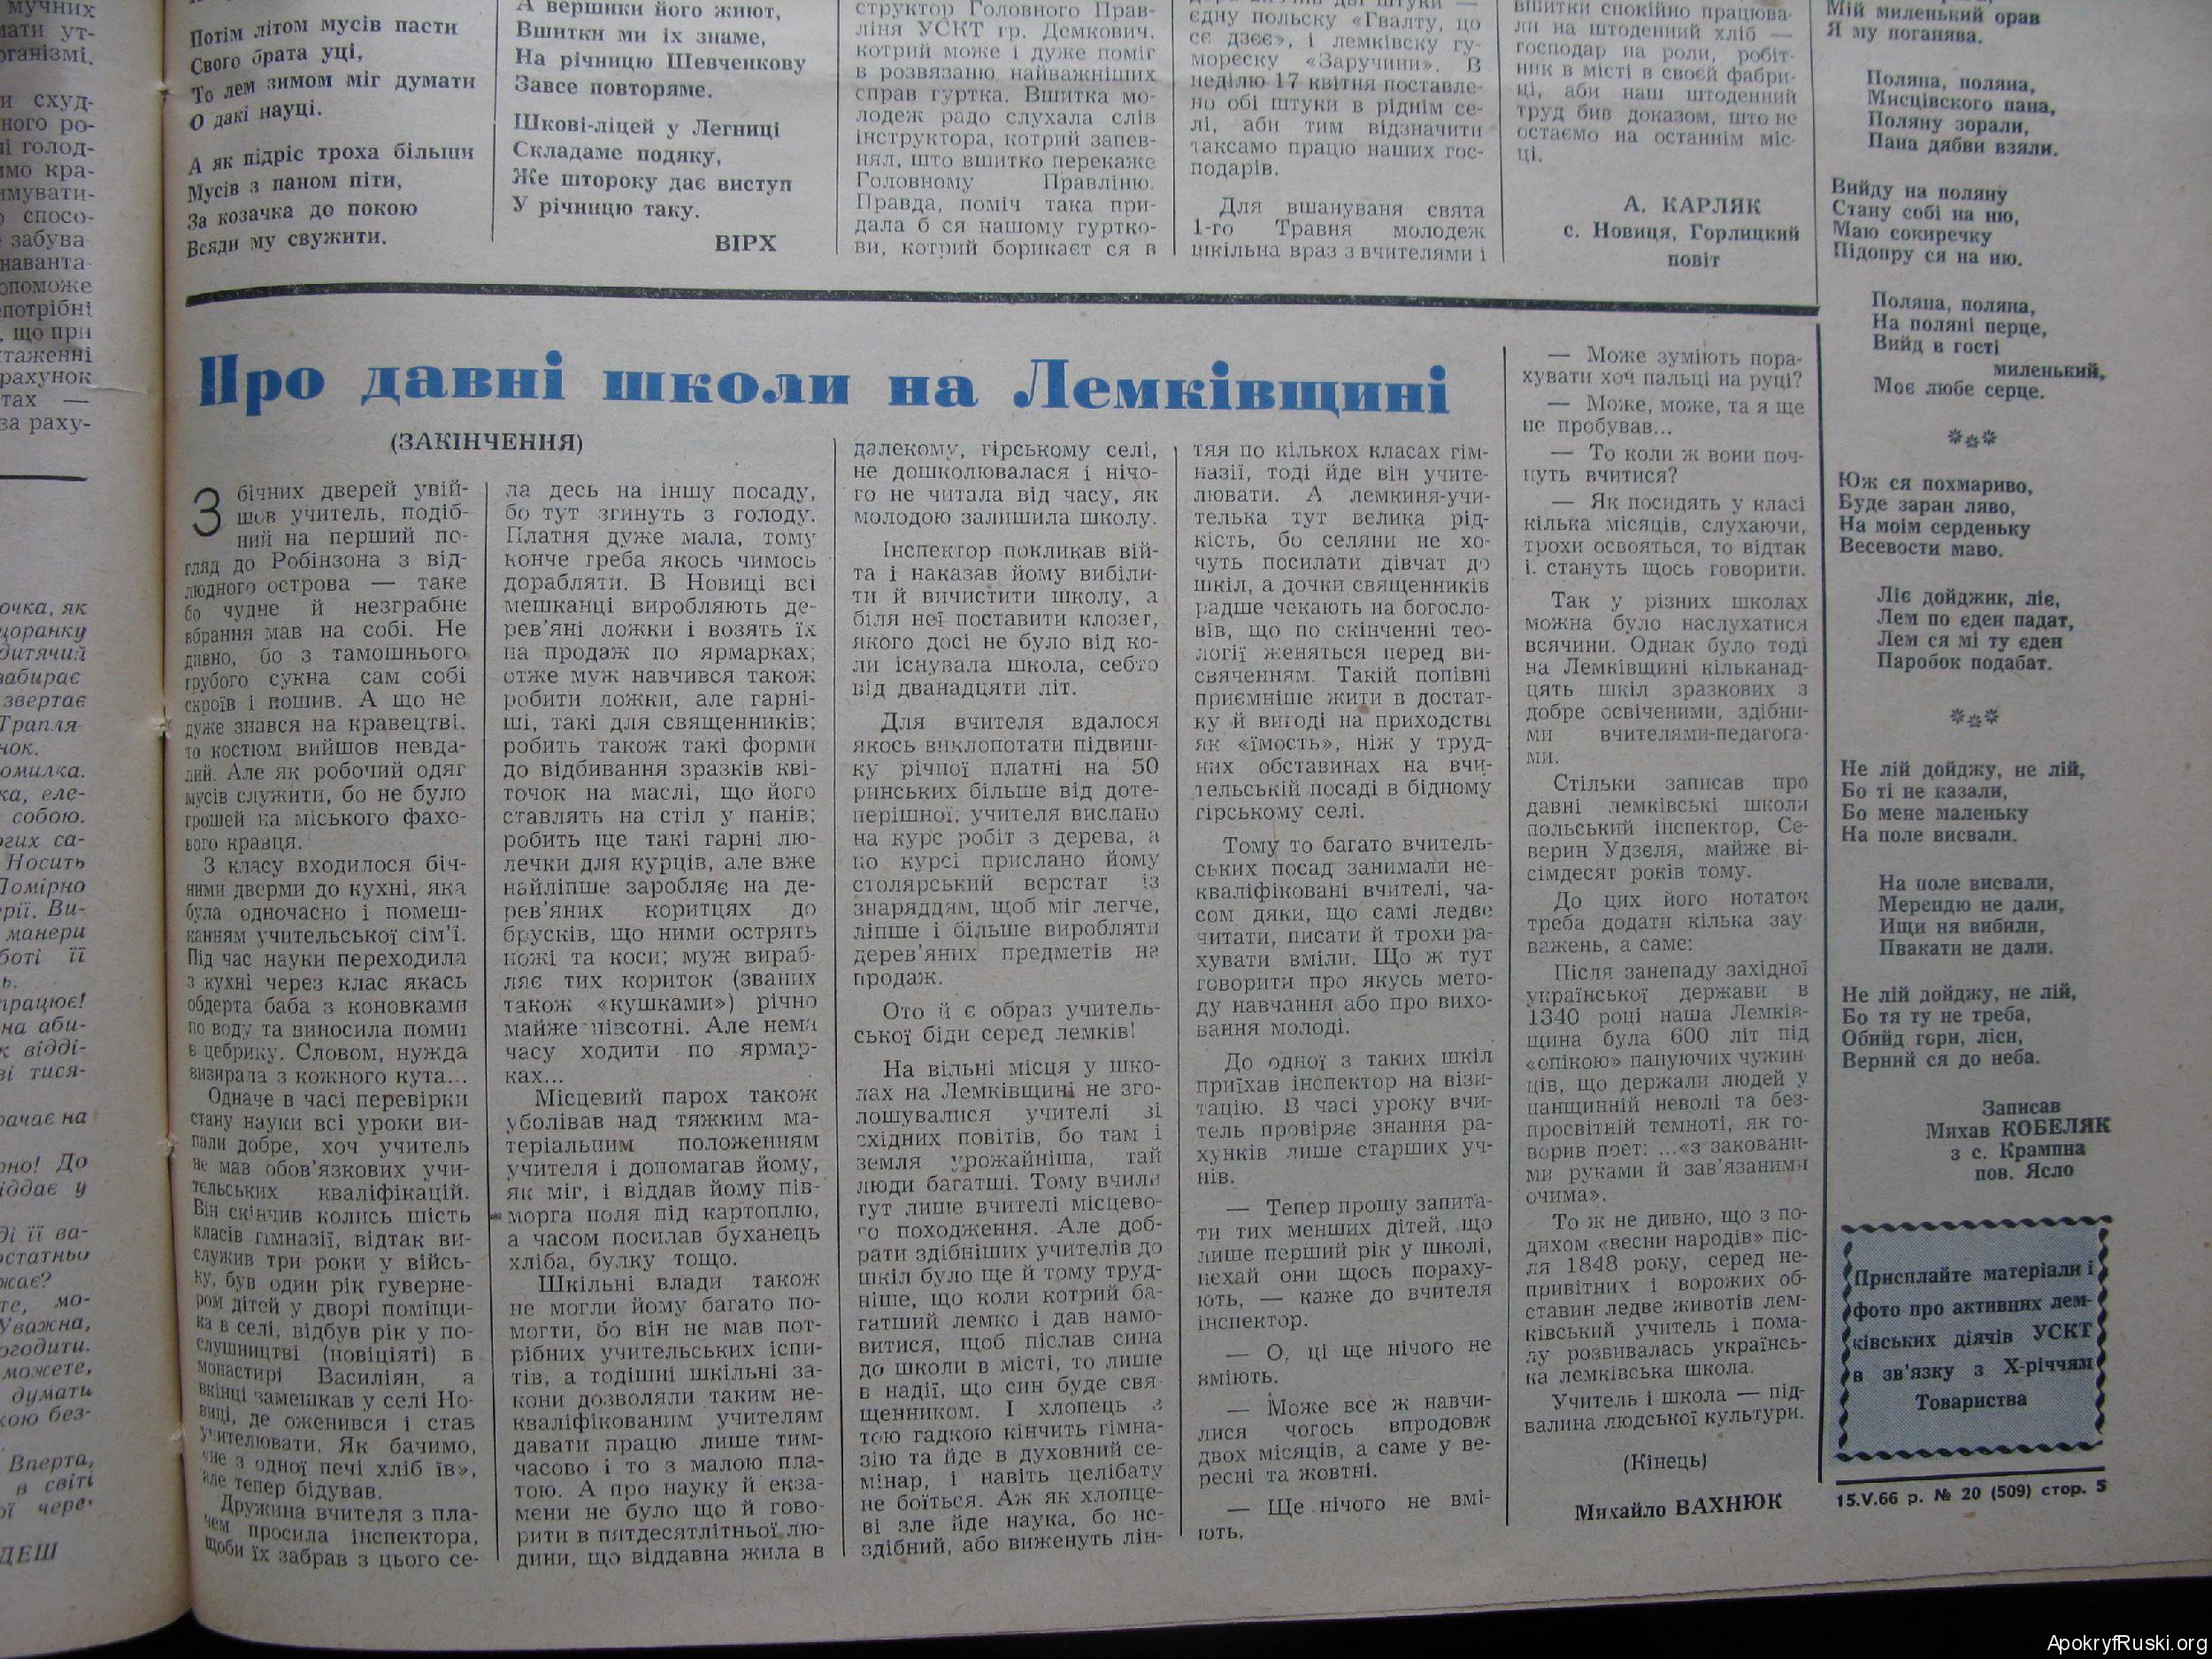 Потім літом мусів пасти
Свого брата уці,
То лем зимом міг думати
О дакі науці.
А як підріс троха більши
Мусів з паном піти,
За козачка до покою
Всяди му свужити.
А вершики його жиют,
Вшитки ми їх знаме,
На річницю Шевченкову
Завсе повторяме.
Шкові-ліцей у Легниці
Складаме подяку,
Же штороку дає виступ
У річницю таку.
ВІРХ
структор Головного Прав-
ліня УСКТ гр. Демкович,
котрий може і дуже поміг
в розвязаню найважніших
справ гуртка. Вшитка мо-
лодеж радо слухала слів
інструктора, котрий запев-
нял, што вшитко перекаже
Головному Правліню.
Правда, поміч така при-
дала б ся нашому гуртко-
ви, котрий борикаєт ся в
єдну польску «Гвалту, цо
сє дзєє», і лемківску гу-
мореску «Заручини». В
неділю 17 квітня поставле-
но обі штуки в ріднім се-
лі, аби тим відзначити
таксамо працю наших гос-
подарів.
Для вшануваня свята
1-го Травня молодеж
шкільна враз з вчителями і
вшитки спокійно працюва-
ли на штоденний хліб —
господар на роли, робіт-
ник в місті в своєй фабри-
ці, аби наш штоденний
труд бив доказом, што не
остаємо на останнім міс-
ці.
А. КАРЛЯК
с. Новиця, Горлицкий
повіт
Про давні школи на Лемківщині
(ЗАКІНЧЕННЯ)
З бічних дверей увій-
шов учитель, подіб-
ний на перший по-
гляд до Робінзона з від-
людного острова — таке
бо чудне й незграбне
вбрання мав на собі. Не
дивно, бо з тамошнього
грубого сукна сам собі
скроїв і пошив. А що не
дуже знався на кравецтві,
то костюм вийшов невда-
лий. Але як робочий одяг
мусів служити, бо не було
грошей на міського фахо-
вого кравця.
З класу входилося біч-
ними дверми до кухні, яка
була одночасно і помеш-
канням учительської сім'ї.
Під час науки переходила
з кухні через клас якась
обдерта баба з коновками
по воду та виносила помиї
в цебрику. Словом, нужда
визирала з кожного кута...
Одначе в часі перевірки
стану науки всі уроки ви-
пали добре, хоч учитель
не мав обов'язкових учи-
тельських кваліфікацій.
Він скінчив колись шість
класів гімназії, відтак ви-
служив три роки у війсь-
ку, був один рік гуверне-
ром дітей у дворі поміщи-
ка в селі, відбув рік у по-
слушництві (новіціяті) в
монастирі Василіян, а
вкінці замешкав у селі Но-
виці, де оженився і став
учителювати. Як бачимо,
«не з одної печі хліб їв»,
але тепер бідував.
Дружина вчителя з пла-
чем просила інспектора,
щоби їх забрав з цього се-
ла десь на іншу посаду,
бо тут згинуть з голоду.
Платня дуже мала, тому
конче треба якось чимось
доробляти. В Новиці всі
мешканці виробляють де-
рев'яні ложки і возять їх
на продаж по ярмарках;
отже муж навчився також
робити ложки, але гарні-
ші, такі для священників;
робить також такі форми
до відбивання зразків кві-
точок на маслі, що його
ставлять на стіл у панів;
робить ще такі гарні лю-
лечки для курців, але вже
найліпше заробляє на де-
рев'яних коритцях до
брусків, що ними острять
ножі та коси; муж вироб-
ляє тих кориток (званих
також «кушками») річно
майже півсотні. Але нема
часу ходити по ярмар-
ках...
Місцевий парох також
уболівав над тяжким ма-
теріальним положенням
учителя і допомагав йому,
як міг, і віддав йому пів-
морга поля під картоплю,
а часом посилав буханець
хліба, булку тощо.
Шкільні влади також
не могли йому багато по-
могти, бо він не мав пот-
рібних учительських іспи-
тів, а тодішні шкільні за-
кони дозволяли таким не-
кваліфікованим учителям
давати працю лише тим-
часово і то з малою пла-
тою. А про науку й екза-
мени не було що й гово-
рити в пятдесятлітньої лю-
дини, що віддавна жила в
далекому, гірському селі,
не дошколювалася і нічо-
го не читала від часу, як
молодою залишила школу.
Інспектор покликав вій-
та і наказав йому вибіли-
ти й вичистити школу, а
біля неї поставити клозет,
якого досі не було від ко-
ли існувала школа, себто
від дванадцяти літ.
Для вчителя вдалося
якось виклопотати підвиш-
ку річної платні на 50
ринських більше від доте-
перішної, учителя вислано
на курс робіт з дерева, а
по курсі прислано йому
столярський верстат із
знаряддям, щоб міг легче,
ліпше і більше виробляти
дерев'яних предметів на
продаж.
Ото й є образ учитель-
ської біди серед лемків!
На вільні місця у шко-
лах на Лемківщині не зго-
лошувалися учителі зі
східних повітів, бо там і
земля урожайніша, тай
люди багатші. Тому вчили
тут лише вчителі місцево-
го походження. Але доб-
рати здібніших учителів до
шкіл було ще й тому труд-
ніше, що коли котрий ба-
гатший лемко і дав намо-
витися, щоб післав сина
до школи в місті, то лише
в надії, що син буде свя-
щенником. І хлопець з
тою гадкою кінчить гімна-
зію та йде в духовний се-
мінар, і навіть целібату
не боїться. Аж як хлопце-
ві зле йде наука, бо не-
здібний, або виженуть лін-
тяя по кількох класах гім-
назії, тоді йде він учите-
лювати. А лемкиня-учи-
телька тут велика рід-
кість, бо селяни не хо-
чуть посилати дівчат до
шкіл, а дочки священників
радше чекають на богосло-
вів, що по скінченні тео-
логії женяться перед ви-
свяченням. Такій попівні
приємніше жити в достат-
ку й вигоді на приходстві
як «їмость», ніж у труд-
них обставинах на вчи-
тельській посаді в бідному
гірському селі.
Тому то багато вчитель-
ських посад занимали не-
кваліфіковані вчителі, ча-
сом дяки, що самі ледве
читати, писати й трохи ра-
хувати вміли. Що ж тут
говорити про якусь мето-
ду навчання або про вихо-
вання молоді.
До одної з таких шкіл
приїхав інспектор на візи-
тацію. В часі уроку вчи-
тель провіряє знання ра-
хунків лише старших уч-
нів.
— Тепер прошу запита-
ти тих менших дітей, що
лише перший рік у школі,
нехай они щось пораху-
ють, — каже до вчителя
інспектор.
— О, ці ще нічого не
вміють.
— Може все ж навчи-
лися чогось впродовж
двох місяців, а саме у ве-
ресні та жовтні.
— Ще нічого не вмі-
ють.
— Може зуміють пора-
хувати хоч пальці на руці?
— Може, може, та я ще
не пробував...
— То коли ж вони поч-
нуть вчитися?
— Як посидять у класі
кілька місяців, слухаючи,
трохи освояться, то відтак
і стануть щось говорити.
Так у різних школах
можна було наслухатися
всячини. Однак було тоді
на Лемківщині кільканад-
цять шкіл зразкових з
добре освіченими, здібни-
ми вчителями-педагога-
ми.
Стільки записав про
давні лемківські школи
польський інспектор, Се-
верин Удзєля, майже ві-
сімдесят років тому.
До цих його нотаток
треба додати кілька зау
важень, а саме:
Після занепаду західної
української держави в
1340 році наша Лемків-
щина була 600 літ під
«опікою» пануючих чужин
ців, що держали людей у
панщинній неволі та без-
просвітній темноті, як го-
ворив поет: ...«з заковани-
ми руками й зав'язаними
очима».
То ж не дивно, що з по-
дихом «весни народів» піс-
ля 1848 року, серед не-
привітних і ворожих об-
ставин ледве животів лем-
ківський учитель і пома-
лу розвивалась українсь-
ка лемківська школа.
Учитель і школа — під-
валина людської культури.
(Кінець)
Михайло ВАХНЮК
Мій миленький орав
Я му поганява.
Поляна, поляна,
Мисцівского пана,
Поляну зорали,
Пана дябви взяли.
Вийду на поляну
Стану собі на ню,
Маю сокиречку
Підопру ся на ню.
Поляна, поляна,
На поляні перце,
Вийд в гості
миленький,
Моє любе серце.
***
Юж ся похмариво,
Буде заран ляво,
На моїм серденьку
Весевости маво.
Ліє дойджик, ліє,
Лем по єден падат,
Лем ся мі ту єден
Паробок подабат.
***
Не лій дойджу, не лій,
Бо ті не казали,
Бо мене маленьку
На поле висвали.
На поле висвали,
Мерендю не дали,
Ищи ня вибили,
Пвакати не дали.
Не лій дойджу, не лій,
Бо тя ту не треба,
Обийд гори, ліси,
Верний ся до неба.
Записав
Михав КОБЕЛЯК
з с. Крампна
пов. Ясло
Присилайте матеріали і
фото про активних лем-
ківських діячів УСКТ
в зв'язку з Х-річчям
Товариства
15.V.66 р. № 20 (509) стор. 5
ApokryfRuski.org